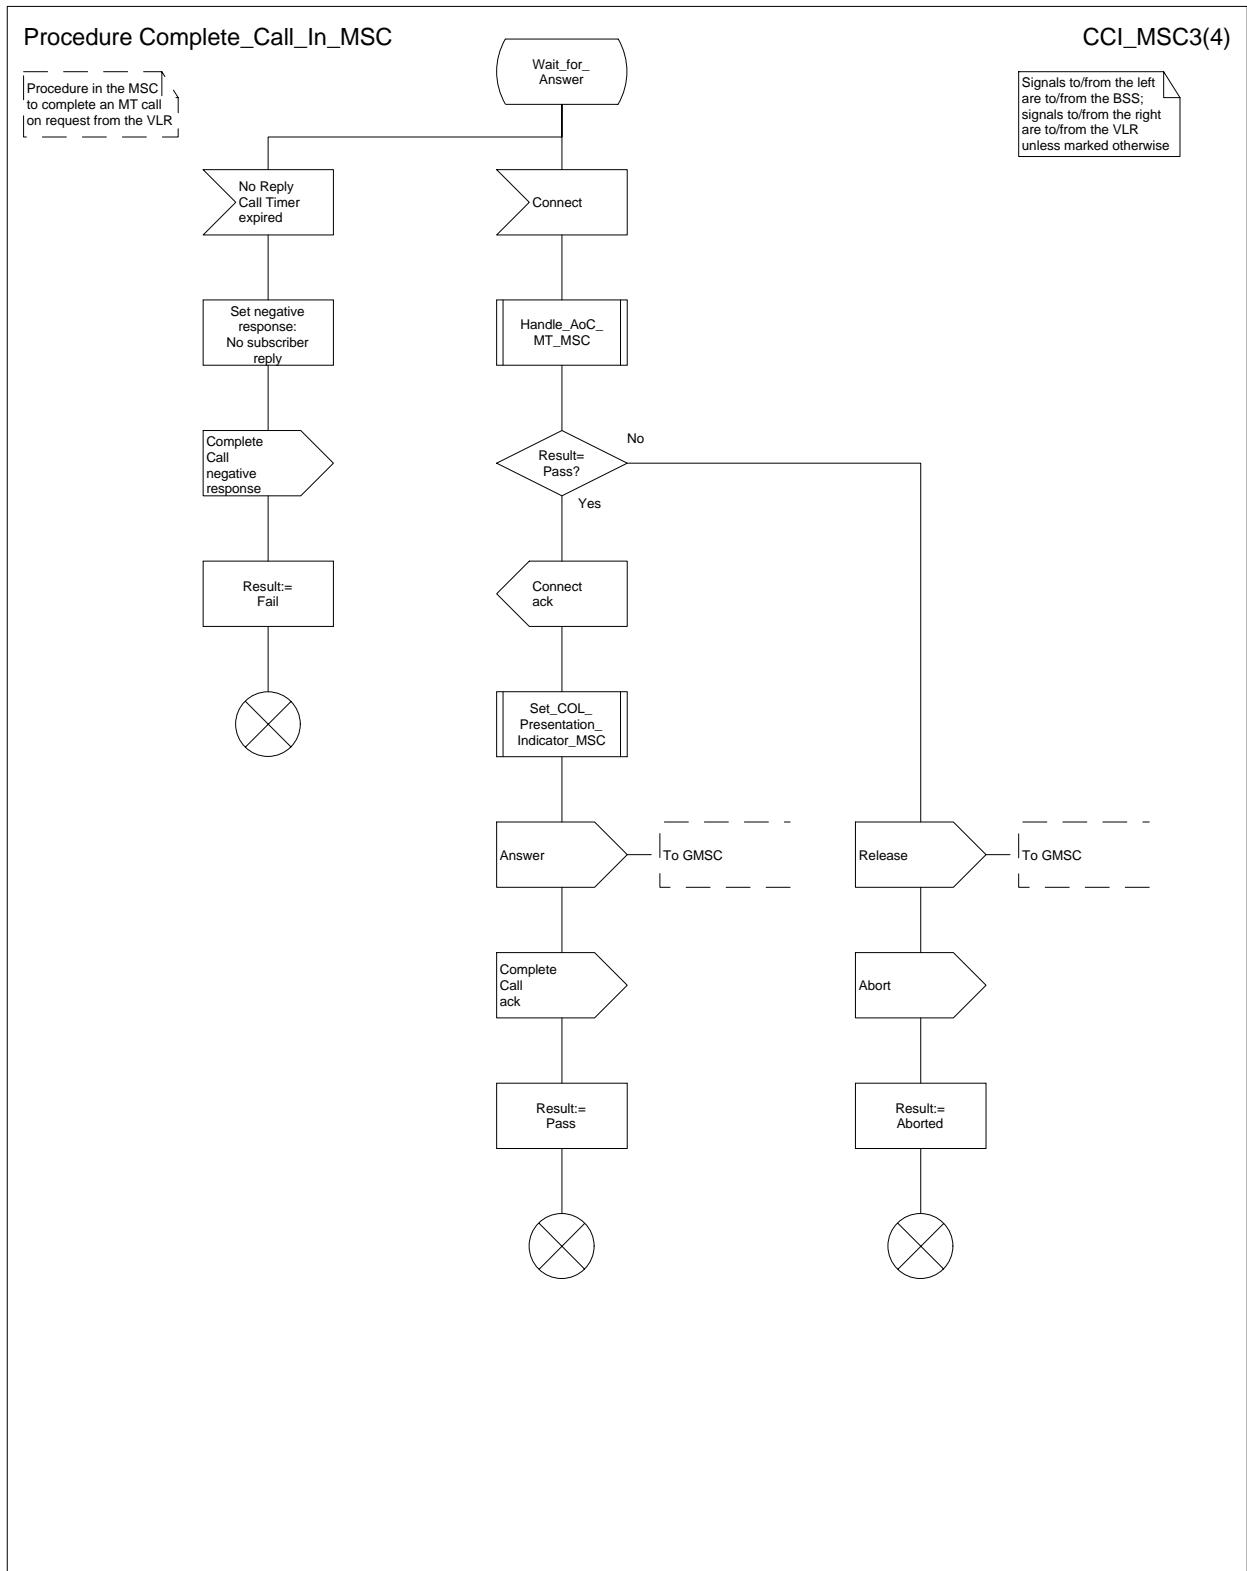 Procedure Complete_Call_In_MSC
CCI_MSC3(4)
Procedure in the MSC
to complete an MT call
on request from the VLR
Signals to/from the left
are to/from the BSS;
signals to/from the right
are to/from the VLR
unless marked otherwise
Wait_for_
Answer
No Reply
Call Timer
expired
Connect
Set negative
response:
No subscriber
reply
Handle_AoC_
MT_MSC
Complete
Call
negative
response
Result=
Pass?
No
Yes
Result:=
Fail
Connect
ack
Set_COL_
Presentation_
Indicator_MSC
Answer
To GMSC
Release
To GMSC
Complete
Call
ack
Abort
Result:=
Pass
Result:=
Aborted